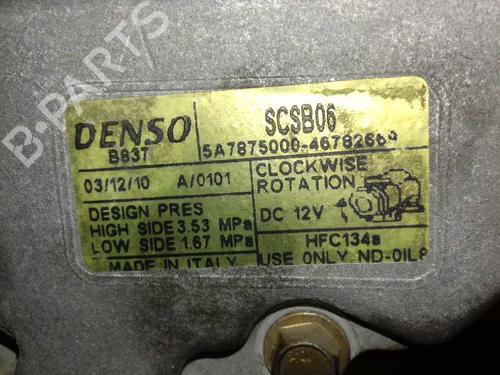 DENSO
SCSB06
B837
5A7875000-46782669
03/12/10 A/0101
CLOCKWISE
ROTATION
DESIGN PRES
HIGH SIDE 3.53 MPa
LOW SIDE 1.67 MPa
DC 12V
HFC134a
MADE IN ITALY
USE ONLY ND-OIL8
B-PARTS